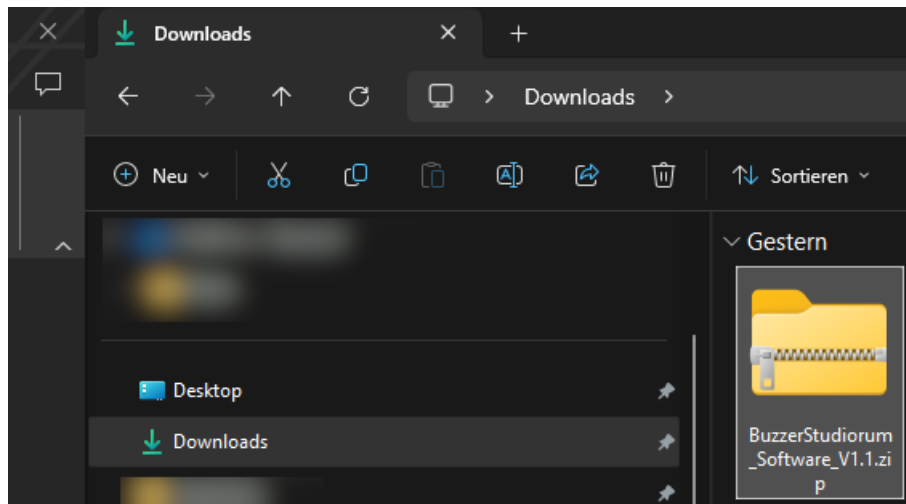 Downloads
Downloads
Neu
Sortieren
Gestern
Desktop
Downloads
BuzzerStudiorum
_Software_V1.1.zi
p